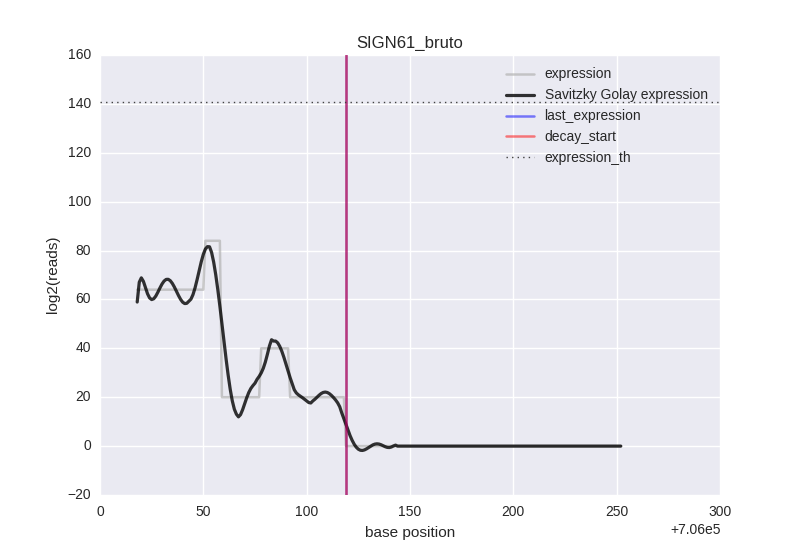 SIGN61_bruto
160
140
120
100
80
60
40
20
0
−20
log2(reads)
expression
Savitzky Golay expression
last_expression
decay_start
expression_th
0 50 100 150 200 250 300
+7.06e5
base position